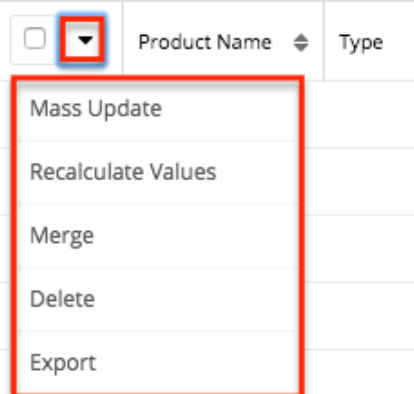 Product Name Type
Mass Update
Recalculate Values
Merge
Delete
Export